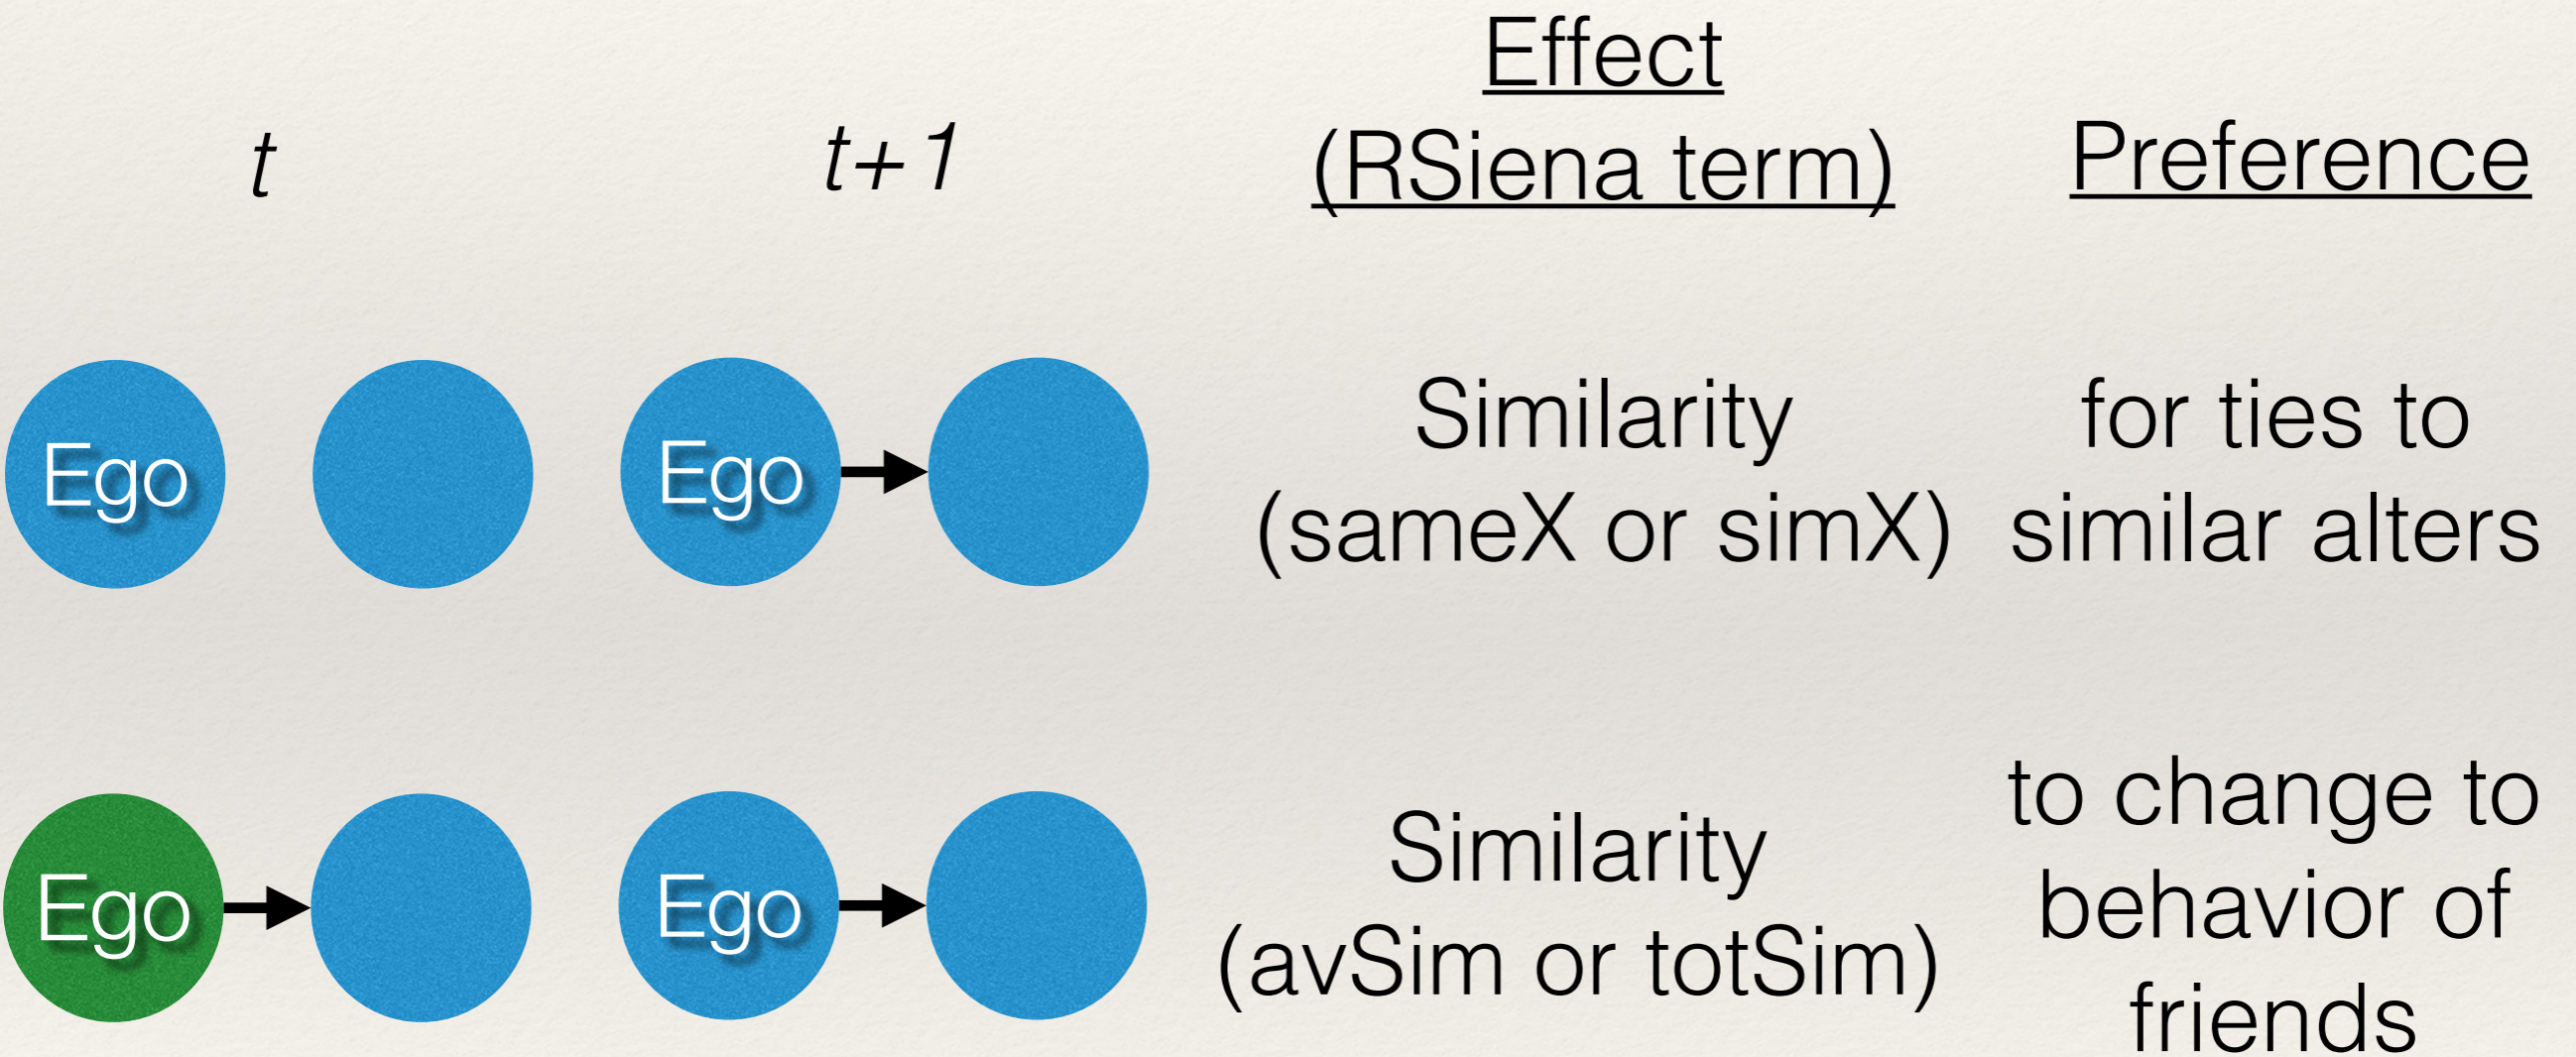 t
t+1
Effect
(RSiena term)
Preference
Ego
Ego
Similarity
(sameX or simX)
for ties to
similar alters
Ego
Ego
Similarity
(avSim or totSim)
to change to
behavior of
friends